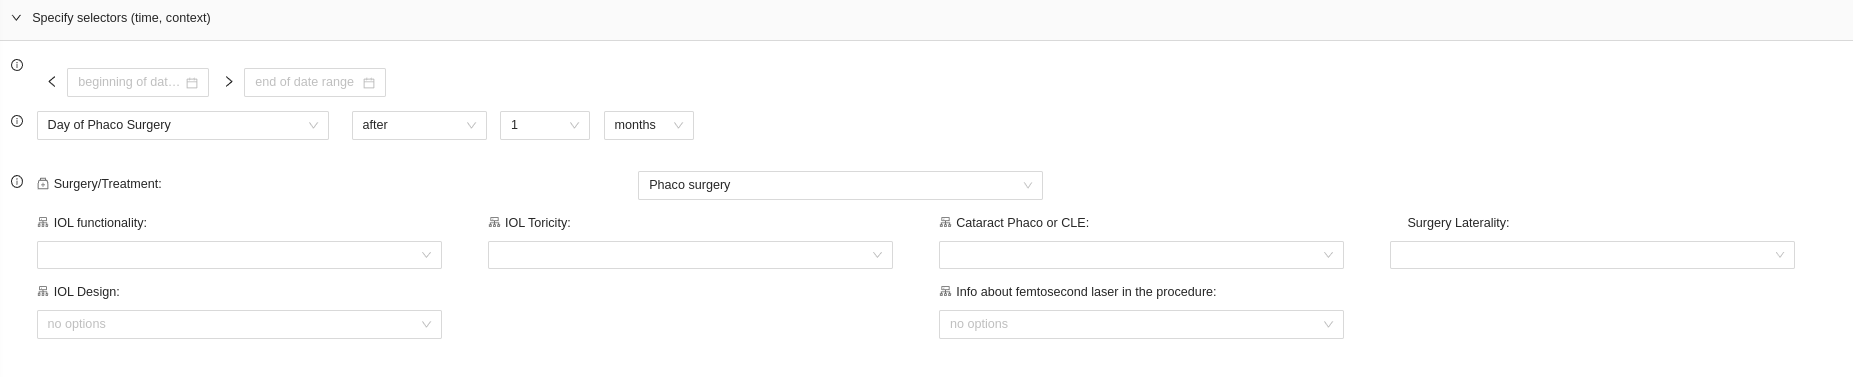 Specify selectors (time, context)
< beginning of dat... > end of date range
Day of Phaco Surgery after 1 months
Surgery/Treatment: Phaco surgery
IOL functionality: IOL Toricity: Cataract Phaco or CLE: Surgery Laterality:
IOL Design: Info about femtosecond laser in the procedure:
no options no options